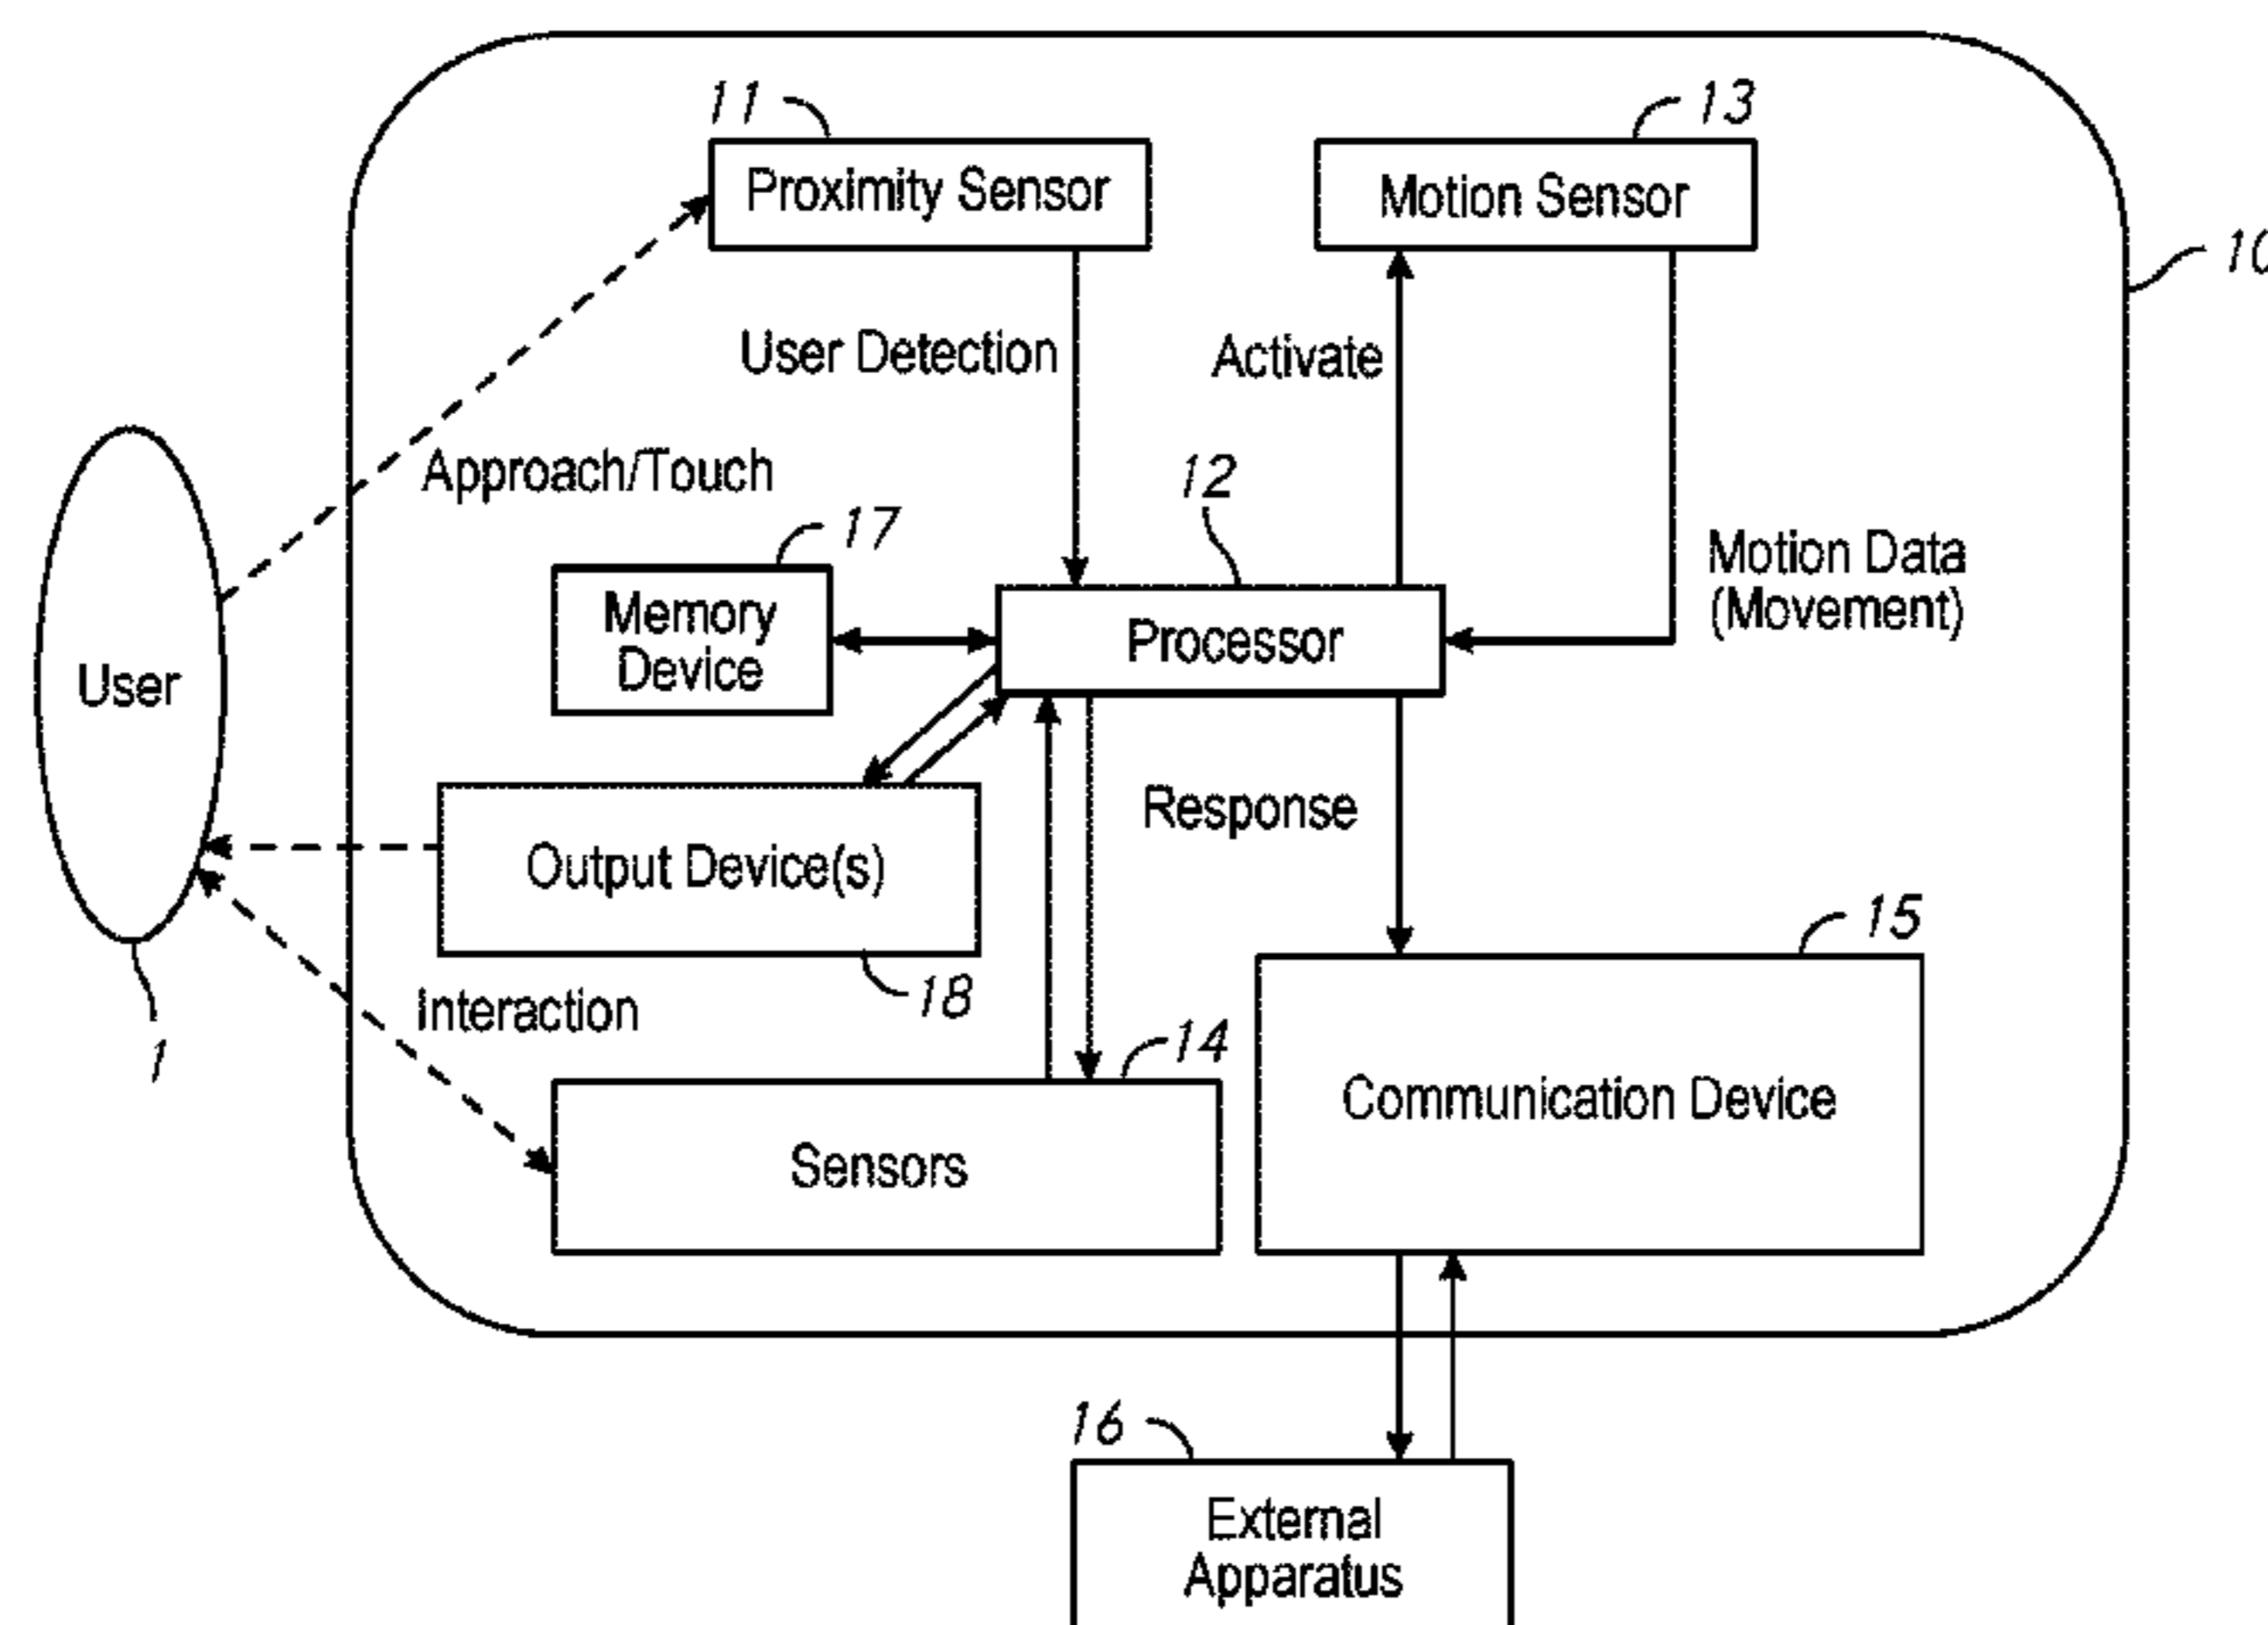 11
13
Proximity Sensor
Motion Sensor
10
User Detection
Activate
Approach/Touch
12
17
Motion Data
(Movement)
Memory
Device
Processor
User
Response
Output Device(s)
15
18
Interaction
14
1
Communication Device
Sensors
16
External
Apparatus